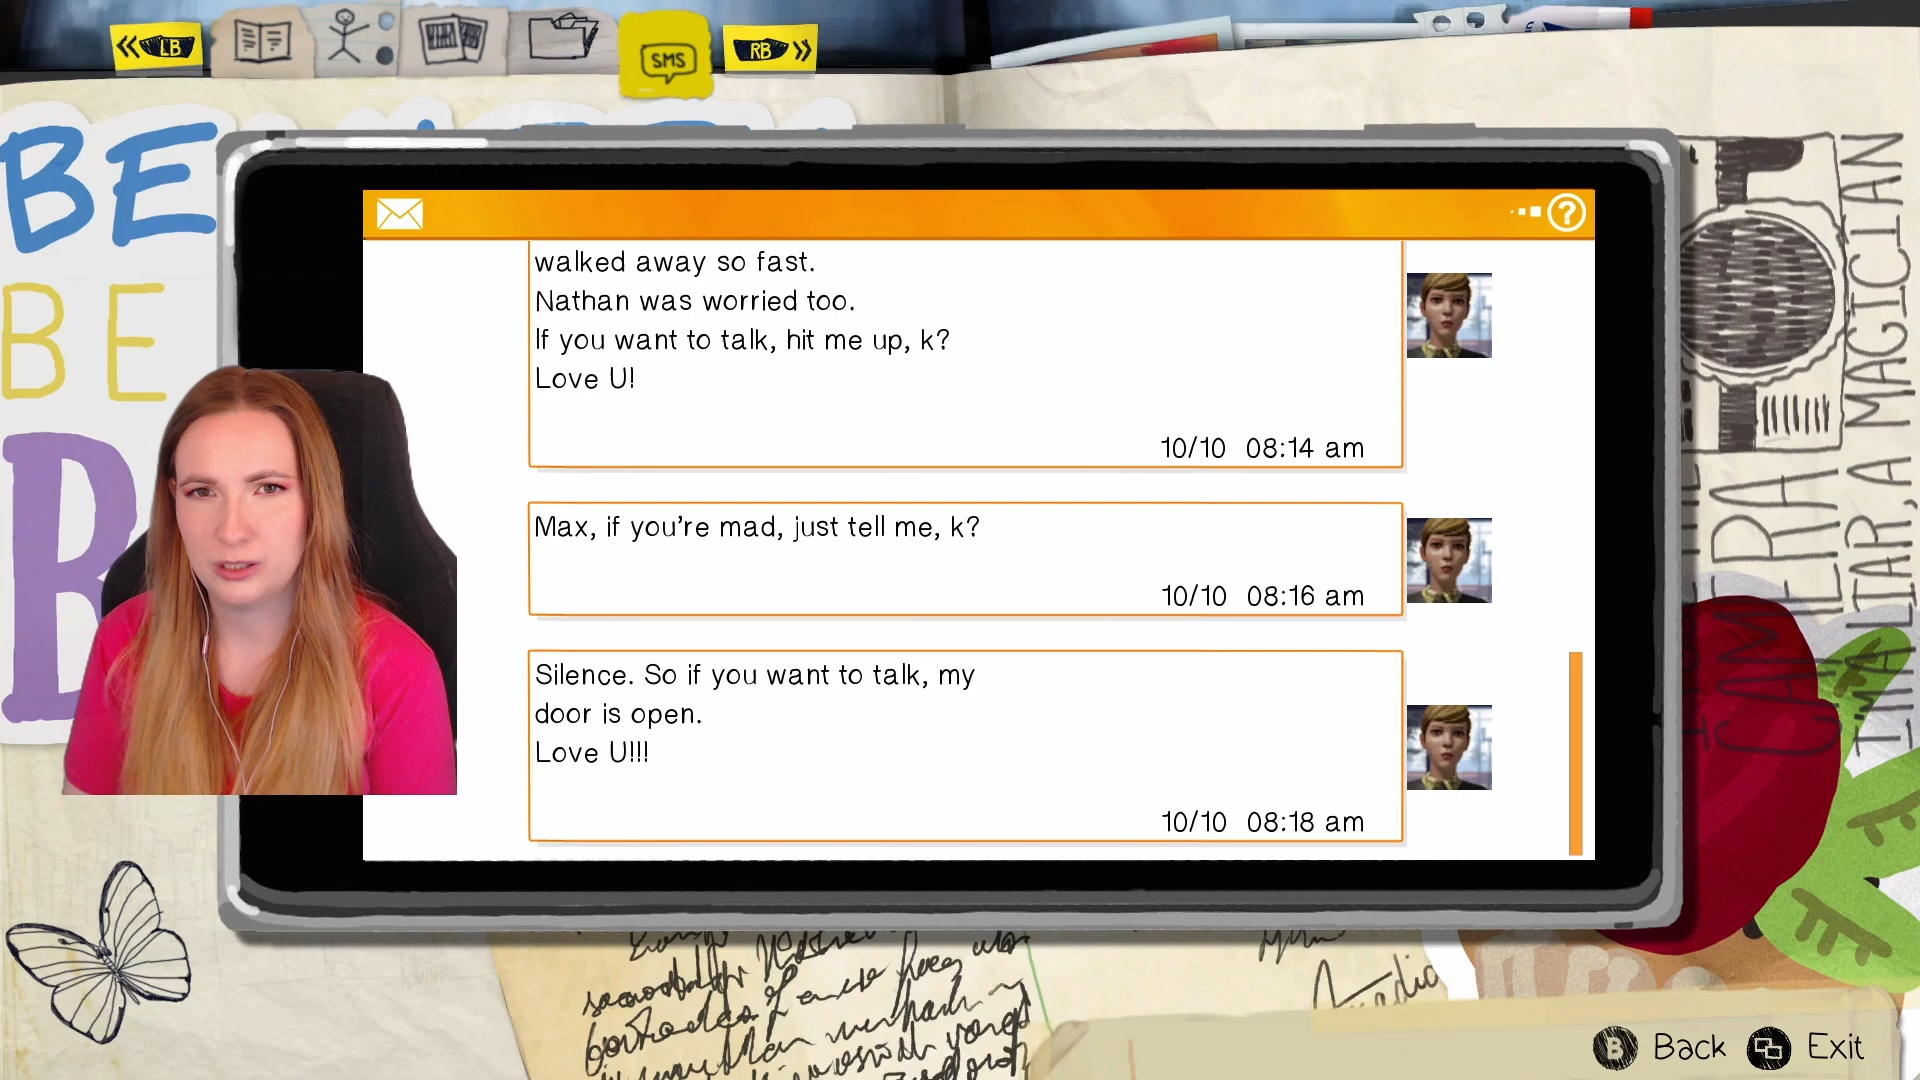 LB
SMS
RB
BE
BE
B
walked away so fast.
Nathan was worried too.
If you want to talk, hit me up, k?
Love U!
10/10 08:14 am
Max, if you're mad, just tell me, k?
10/10 08:16 am
Silence. So if you want to talk, my
door is open.
Love U!!!
10/10 08:18 am
?
CAMERA
LIAR, A MAGICIAN
B Back
Exit